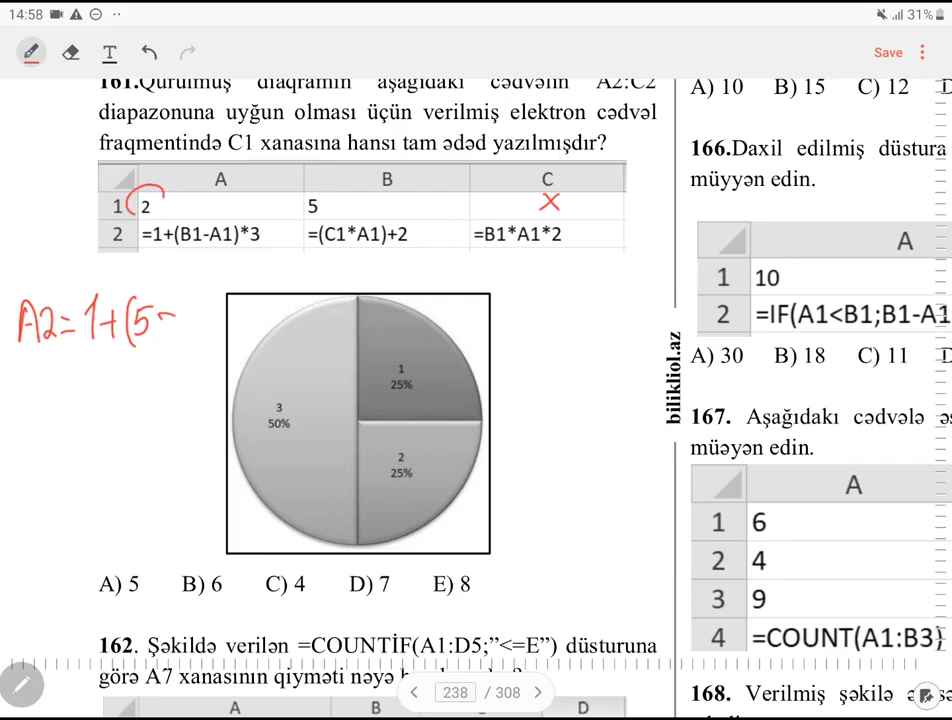 14:58
31%
T
Save
161.Qurulmuş diaqramın aşağıdakı cədvəlin A2:C2
diapazonuna uyğun olması üçün verilmiş elektron cədvəl
fraqmentində C1 xanasına hansı tam ədəd yazılmışdır?
A B C
1 2 5 X
2 =1+(B1-A1)*3 =(C1*A1)+2 =B1*A1*2
A2=1+(5-
1
25%
3
50%
2
25%
A) 5 B) 6 C) 4 D) 7 E) 8
162. Şəkildə verilən =COUNTİF(A1:D5;”<=E”) düsturuna
görə A7 xanasının qiyməti nəyə
A B D
238 / 308
bilikliol.az
A) 10 B) 15 C) 12
166.Daxil edilmiş düstura
müyyən edin.
A
1 10
2 =IF(A1<B1;B1-A1
A) 30 B) 18 C) 11
167. Aşağıdakı cədvələ
müəyən edin.
A
1 6
2 4
3 9
4 =COUNT(A1:B3)
168. Verilmiş şəkilə